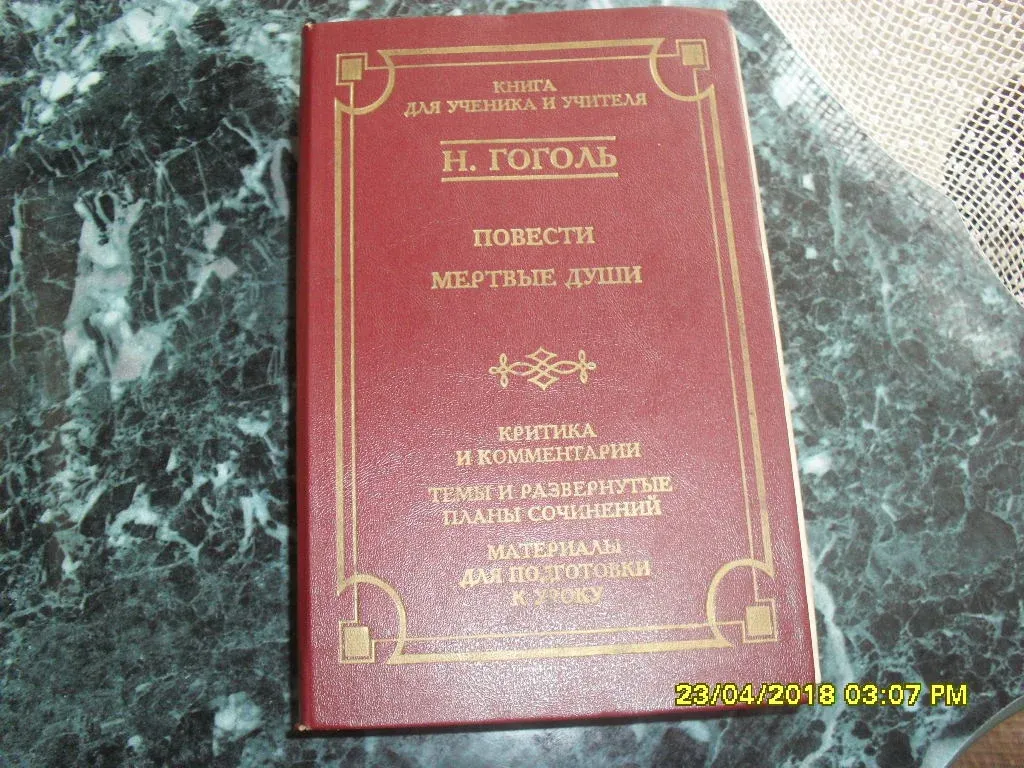 КНИГА
ДЛЯ УЧЕНИКА И УЧИТЕЛЯ
Н. ГОГОЛЬ
ПОВЕСТИ
МЕРТВЫЕ ДУШИ
КРИТИКА
И КОММЕНТАРИИ
ТЕМЫ И РАЗВЕРНУТЫЕ
ПЛАНЫ СОЧИНЕНИЙ
МАТЕРИАЛЫ
ДЛЯ ПОДГОТОВКИ
К УРОКУ
23/04/2018 03:07 PM